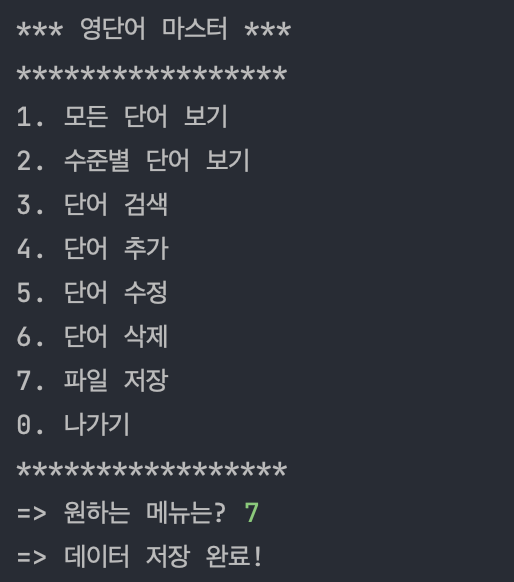 *** 영단어 마스터 ***
*****************
1. 모든 단어 보기
2. 수준별 단어 보기
3. 단어 검색
4. 단어 추가
5. 단어 수정
6. 단어 삭제
7. 파일 저장
0. 나가기
*****************
=> 원하는 메뉴는? 7
=> 데이터 저장 완료!